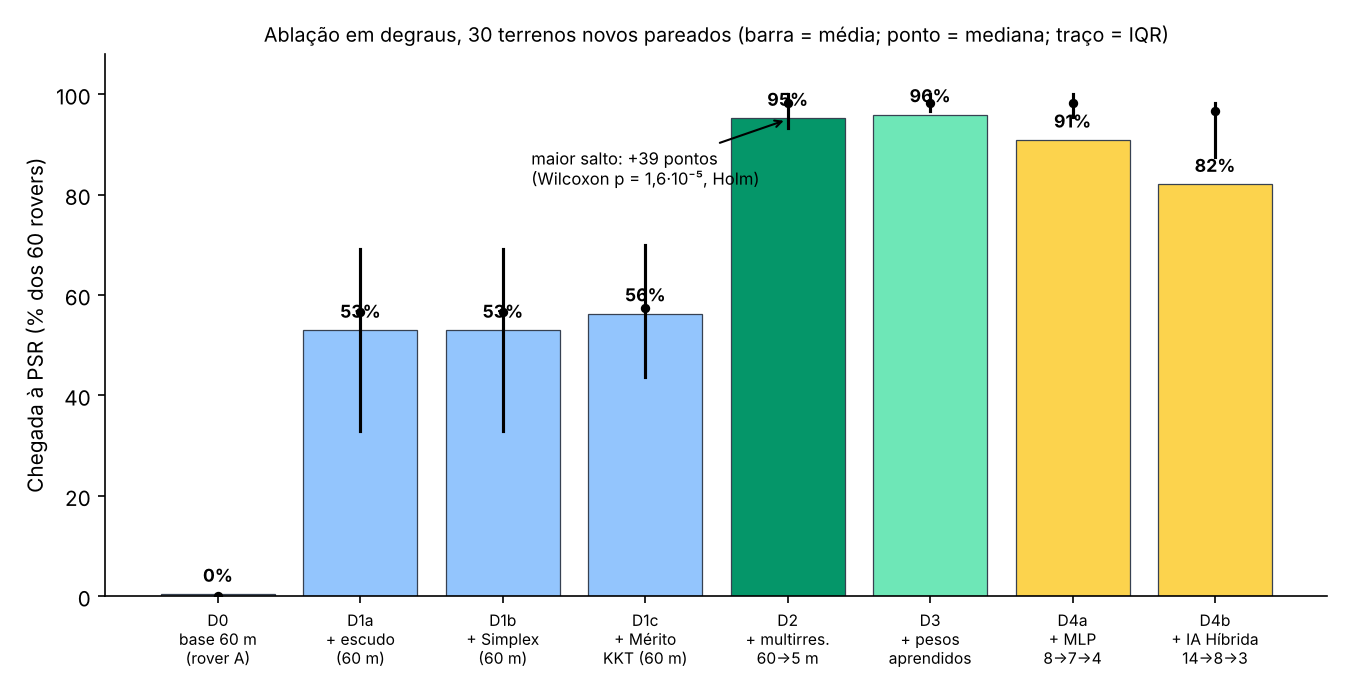 Ablação em degraus, 30 terrenos novos pareados (barra = média; ponto = mediana; traço = IQR)
Chegada à PSR (% dos 60 rovers)
100
80
60
40
20
0
0%
53%
53%
56%
95%
96%
91%
82%
maior salto: +39 pontos
(Wilcoxon p = 1,6·10⁻⁵, Holm)
D0
base 60 m
(rover A)
D1a
+ escudo
(60 m)
D1b
+ Simplex
(60 m)
D1c
+ Mérito
KKT (60 m)
D2
+ multirres.
60→5 m
D3
+ pesos
aprendidos
D4a
+ MLP
8→7→4
D4b
+ IA Híbrida
14→8→3